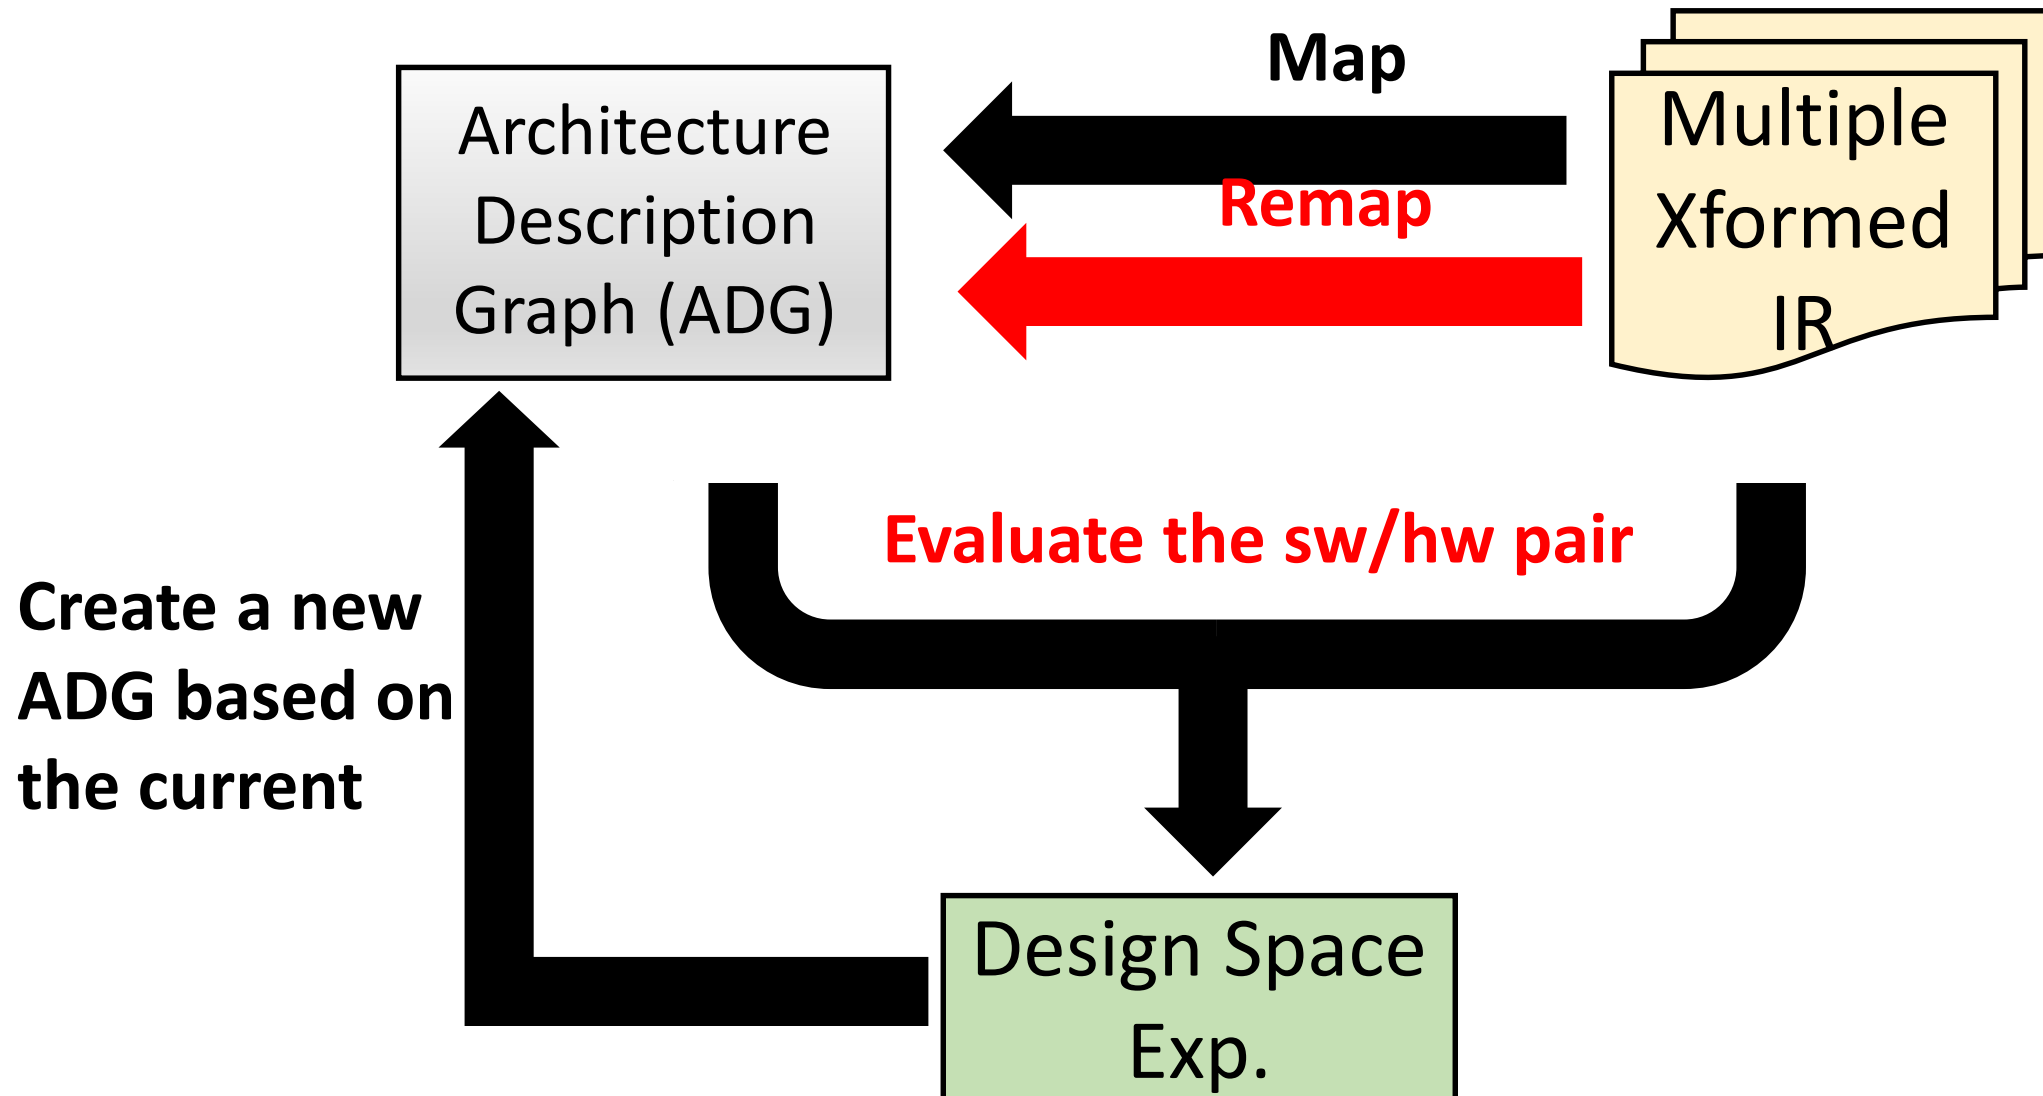 Map
Architecture
Description
Graph (ADG)
Remap
Multiple
Xformed
IR
Evaluate the sw/hw pair
Create a new
ADG based on
the current
Design Space
Exp.